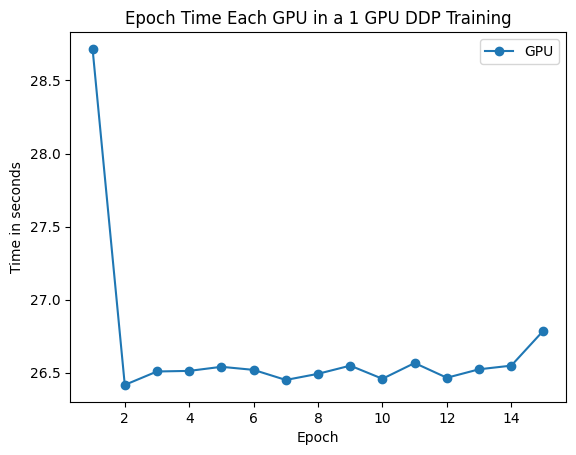 Epoch Time Each GPU in a 1 GPU DDP Training
GPU
Time in seconds
28.5
28.0
27.5
27.0
26.5
2 4 6 8 10 12 14
Epoch